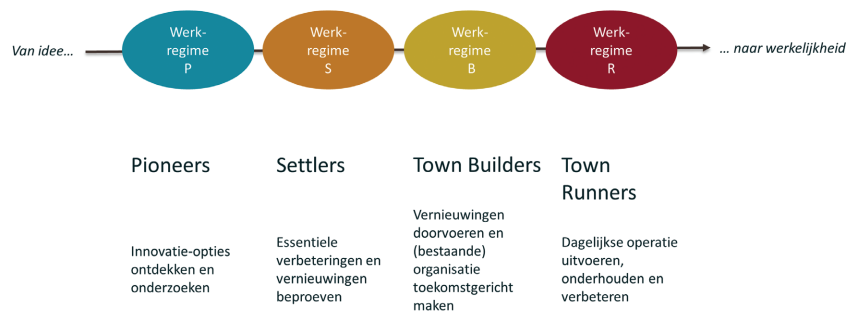 Van idee…
Werk-
regime
P
Werk-
regime
S
Werk-
regime
B
Werk-
regime
R
… naar werkelijkheid
Pioneers
Settlers
Town Builders
Town
Runners
Innovatie-opties
ontdekken en
onderzoeken
Essentiele
verbeteringen en
vernieuwingen
beproeven
Vernieuwingen
doorvoeren en
(bestaande)
organisatie
toekomstgericht
maken
Dagelijkse operatie
uitvoeren,
onderhouden en
verbeteren